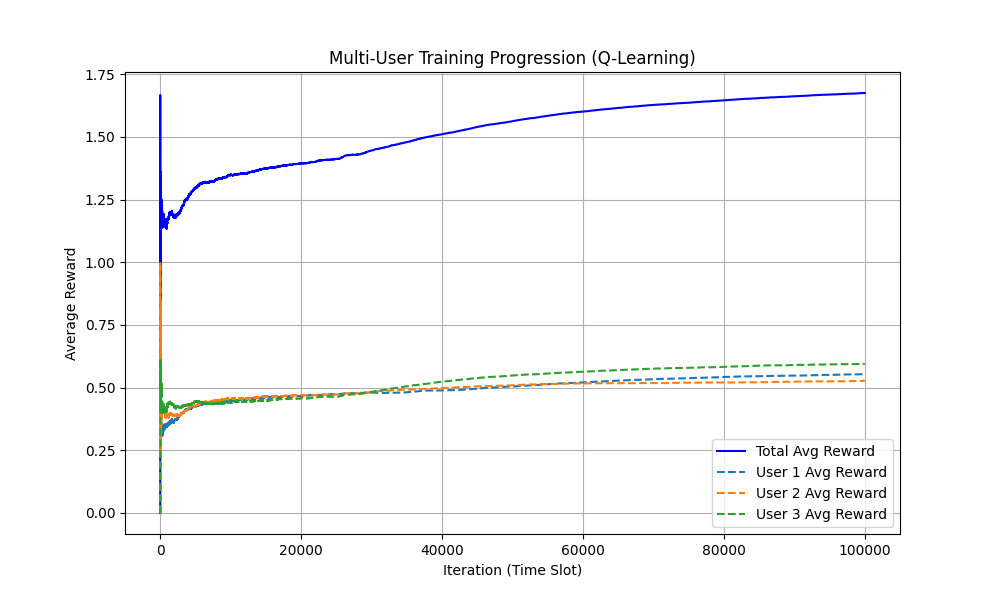 Multi-User Training Progression (Q-Learning)
Average Reward
1.75
1.50
1.25
1.00
0.75
0.50
0.25
0.00
Total Avg Reward
User 1 Avg Reward
User 2 Avg Reward
User 3 Avg Reward
0 20000 40000 60000 80000 100000
Iteration (Time Slot)